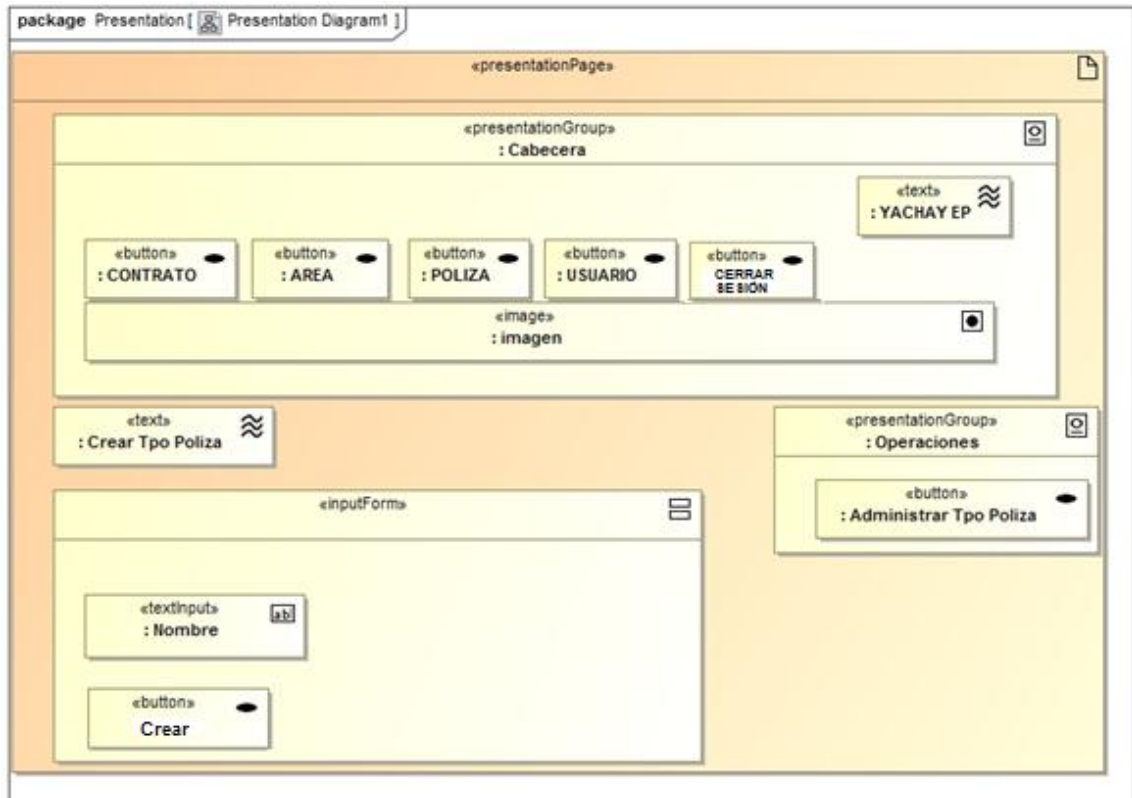 package Presentation [ Presentation Diagram1 ]
«presentationPage»
«presentationGroup»
: Cabecera
«text»
: YACHAY EP
«button»
: CONTRATO
«button»
: AREA
«button»
: POLIZA
«button»
: USUARIO
«button»
CERRAR
SESIÓN
«image»
: imagen
«text»
: Crear Tpo Poliza
«presentationGroup»
: Operaciones
«button»
: Administrar Tpo Poliza
«inputForm»
«textInput»
ab
: Nombre
«button»
Crear